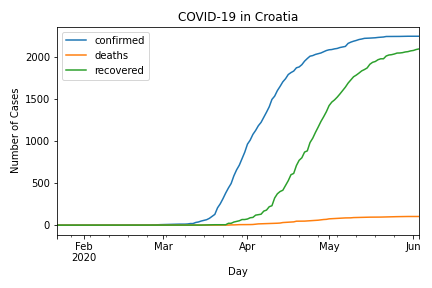 COVID-19 in Croatia
confirmed
deaths
recovered
Number of Cases
2000
1500
1000
500
0
Feb Mar Apr May Jun
2020
Day